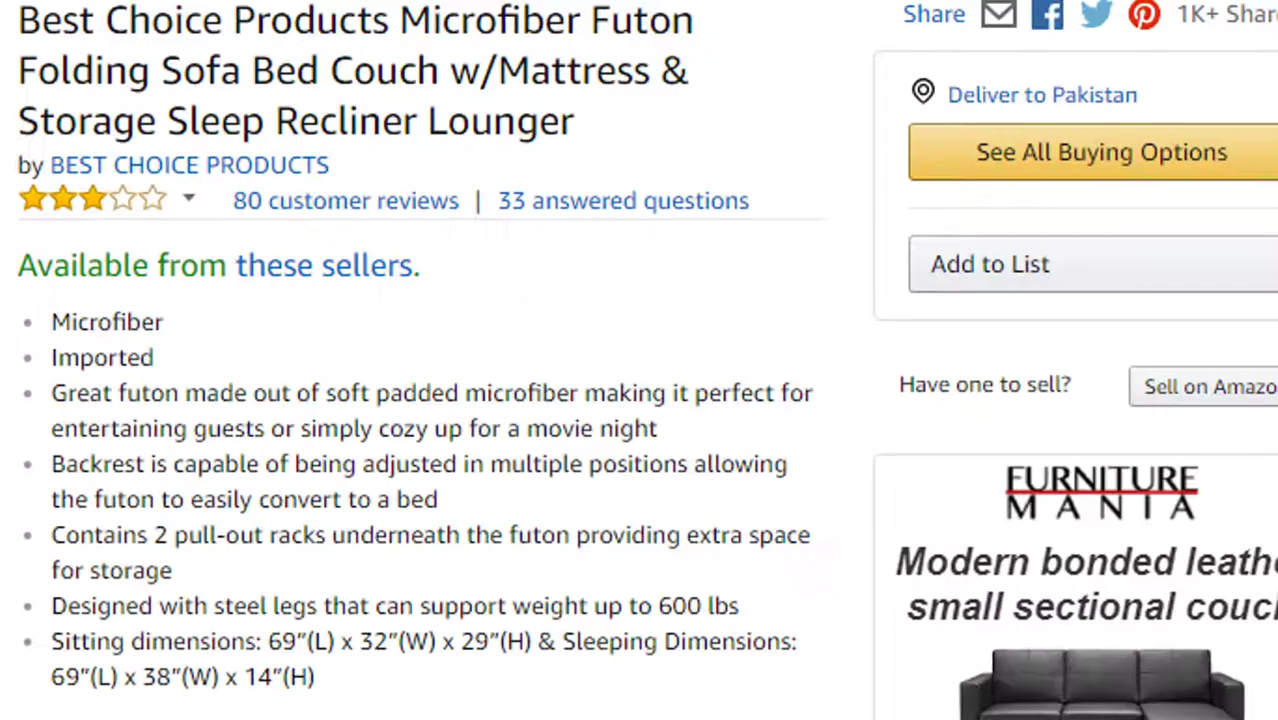 Best Choice Products Microfiber Futon
Folding Sofa Bed Couch w/Mattress &
Storage Sleep Recliner Lounger
by BEST CHOICE PRODUCTS
80 customer reviews | 33 answered questions
Available from these sellers.
Microfiber
Imported
Great futon made out of soft padded microfiber making it perfect for
entertaining guests or simply cozy up for a movie night
Backrest is capable of being adjusted in multiple positions allowing
the futon to easily convert to a bed
Contains 2 pull-out racks underneath the futon providing extra space
for storage
Designed with steel legs that can support weight up to 600 lbs
Sitting dimensions: 69”(L) x 32”(W) x 29”(H) & Sleeping Dimensions:
69”(L) x 38”(W) x 14”(H)
Share 1K+ Shar
Deliver to Pakistan
See All Buying Options
Add to List
Have one to sell?
Sell on Amazo
FURNITURE
MANIA
Modern bonded leath
small sectional couc